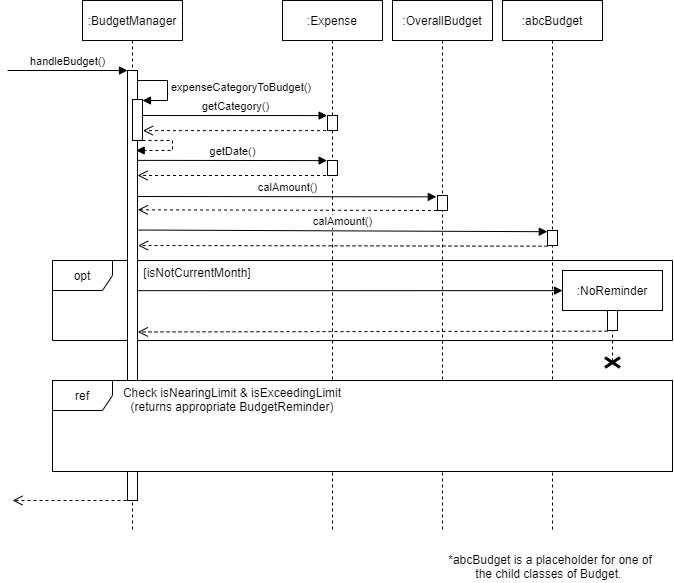 :BudgetManager
:Expense
:OverallBudget
:abcBudget
handleBudget()
expenseCategoryToBudget()
getCategory()
getDate()
calAmount()
calAmount()
opt
[isNotCurrentMonth]
:NoReminder
ref
Check isNearingLimit & isExceedingLimit
(returns appropriate BudgetReminder)
*abcBudget is a placeholder for one of
the child classes of Budget.